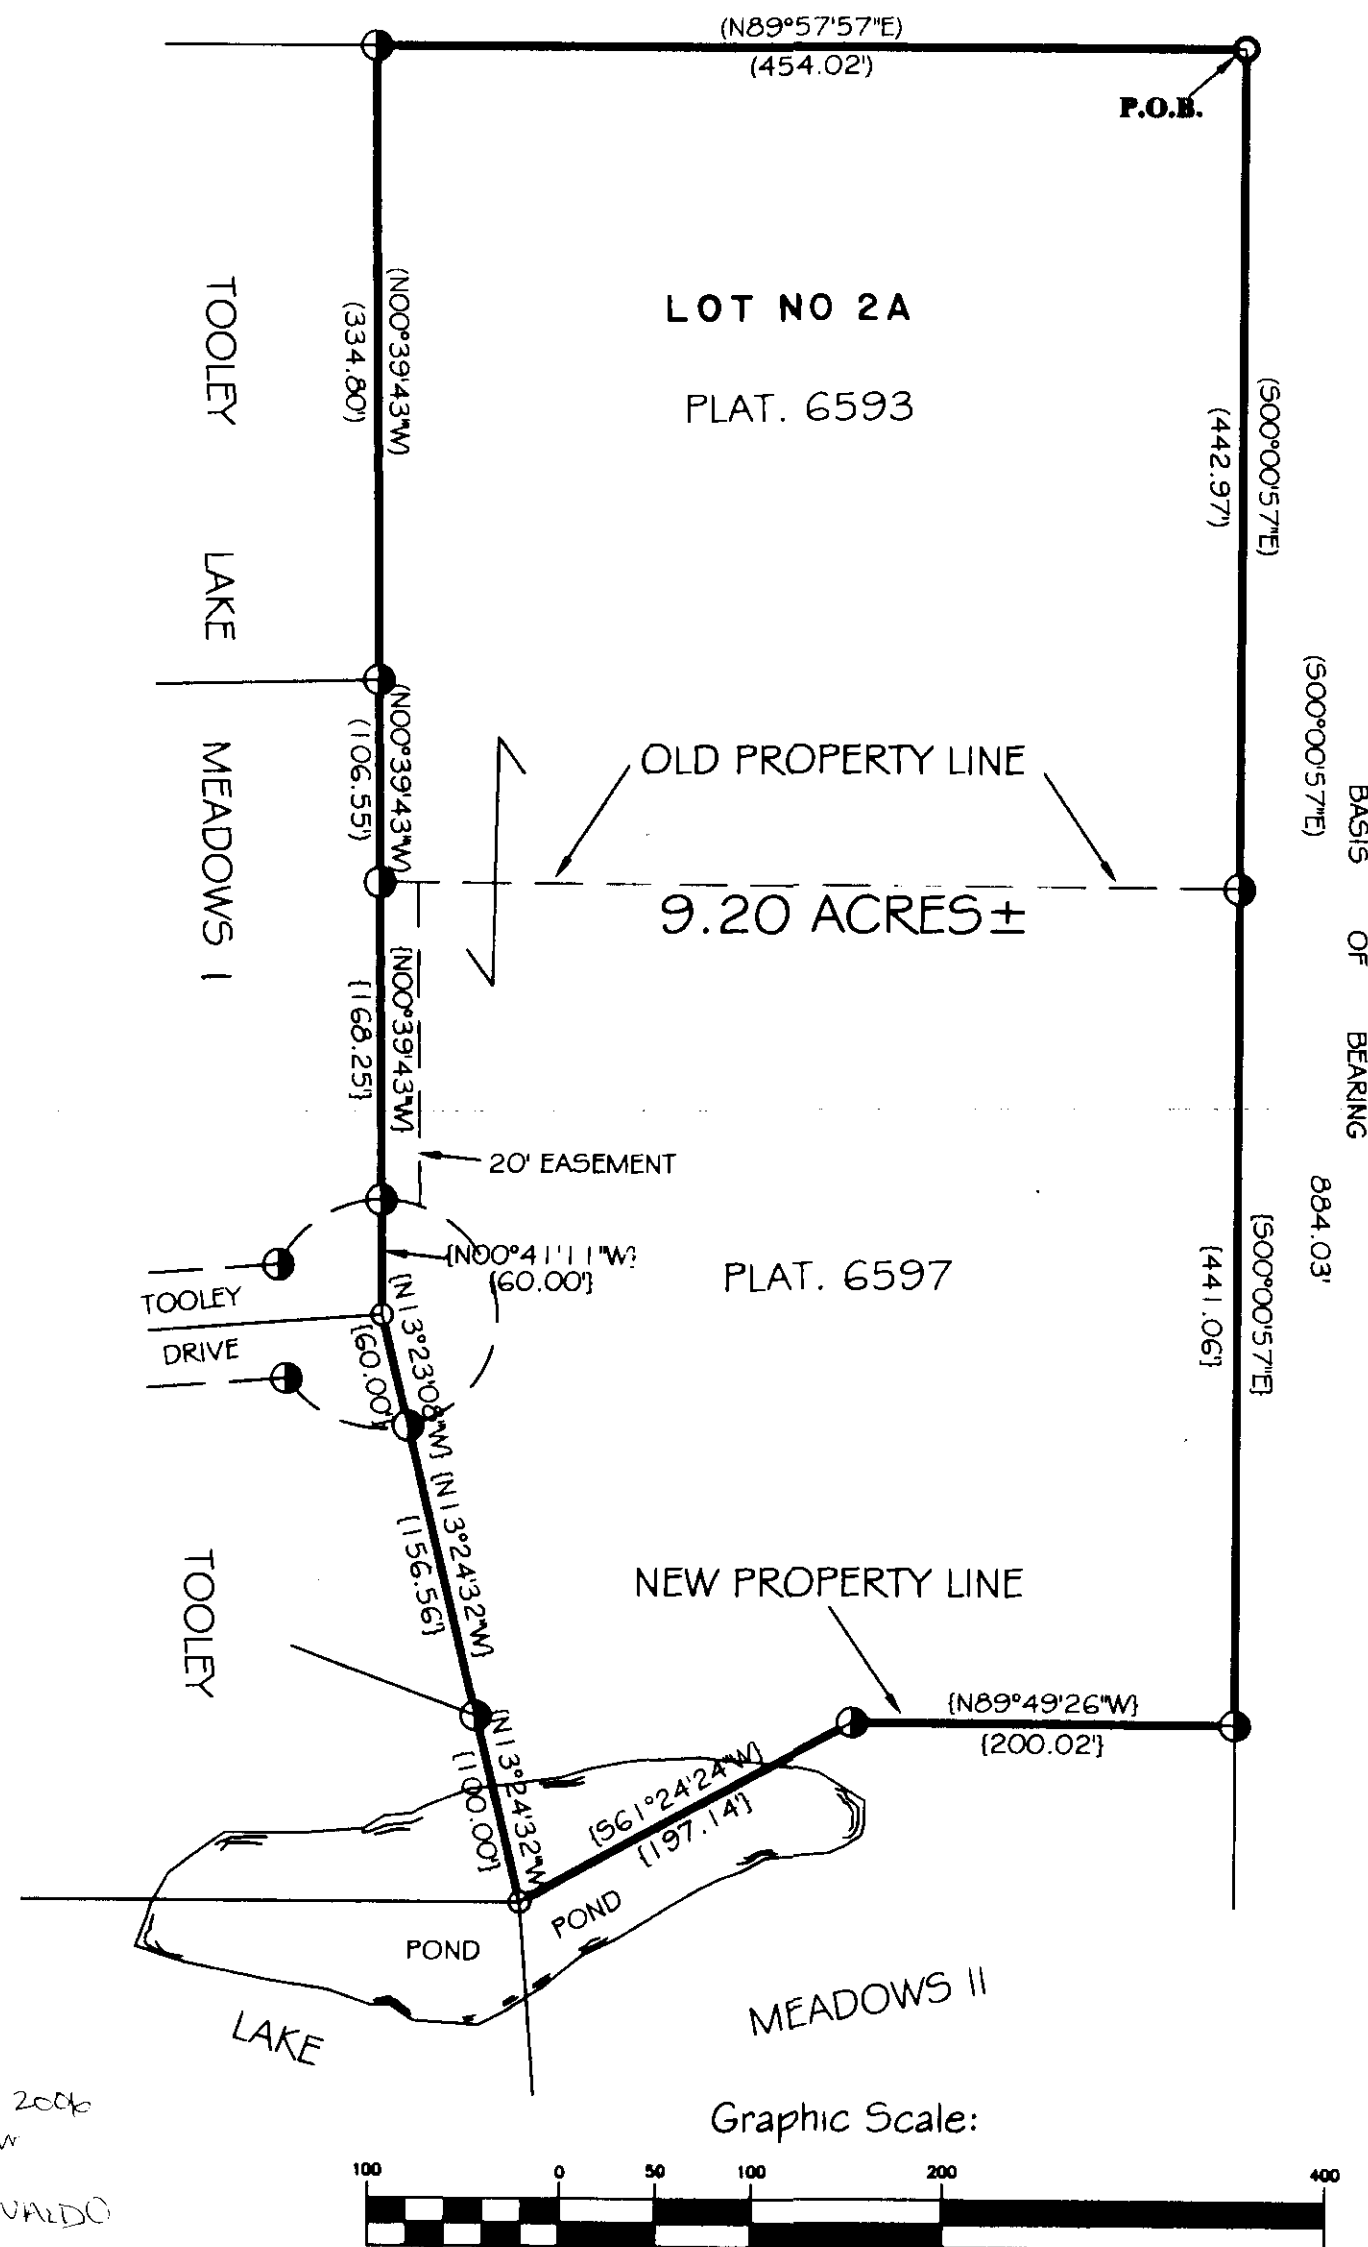 (N89°57'57"E)
(454.02')
P.O.B.
LOT NO 2A
PLAT. 6593
(N00°39'43"W)
(334.80')
(S00°00'57"E)
(442.97')
TOOLEY LAKE MEADOWS I
(S00°00'57"E)
884.03'
BASIS OF BEARING
(N00°39'43"W)
(106.55')
OLD PROPERTY LINE
9.20 ACRES±
{N00°39'43"W}
{168.25'}
20' EASEMENT
{N00°41'11"W}
{60.00'}
PLAT. 6597
{S00°00'57"E}
{441.06'}
TOOLEY
DRIVE
{N13°23'08"W}
{60.00'}
{N13°24'32"W}
{156.56'}
NEW PROPERTY LINE
{N89°49'26"W}
{200.02'}
TOOLEY
{N13°24'32"W
{100.00'}
{S61°24'24"W}
{197.14'}
POND
POND
LAKE
MEADOWS II
2006
Graphic Scale:
100 0 50 100 200 400